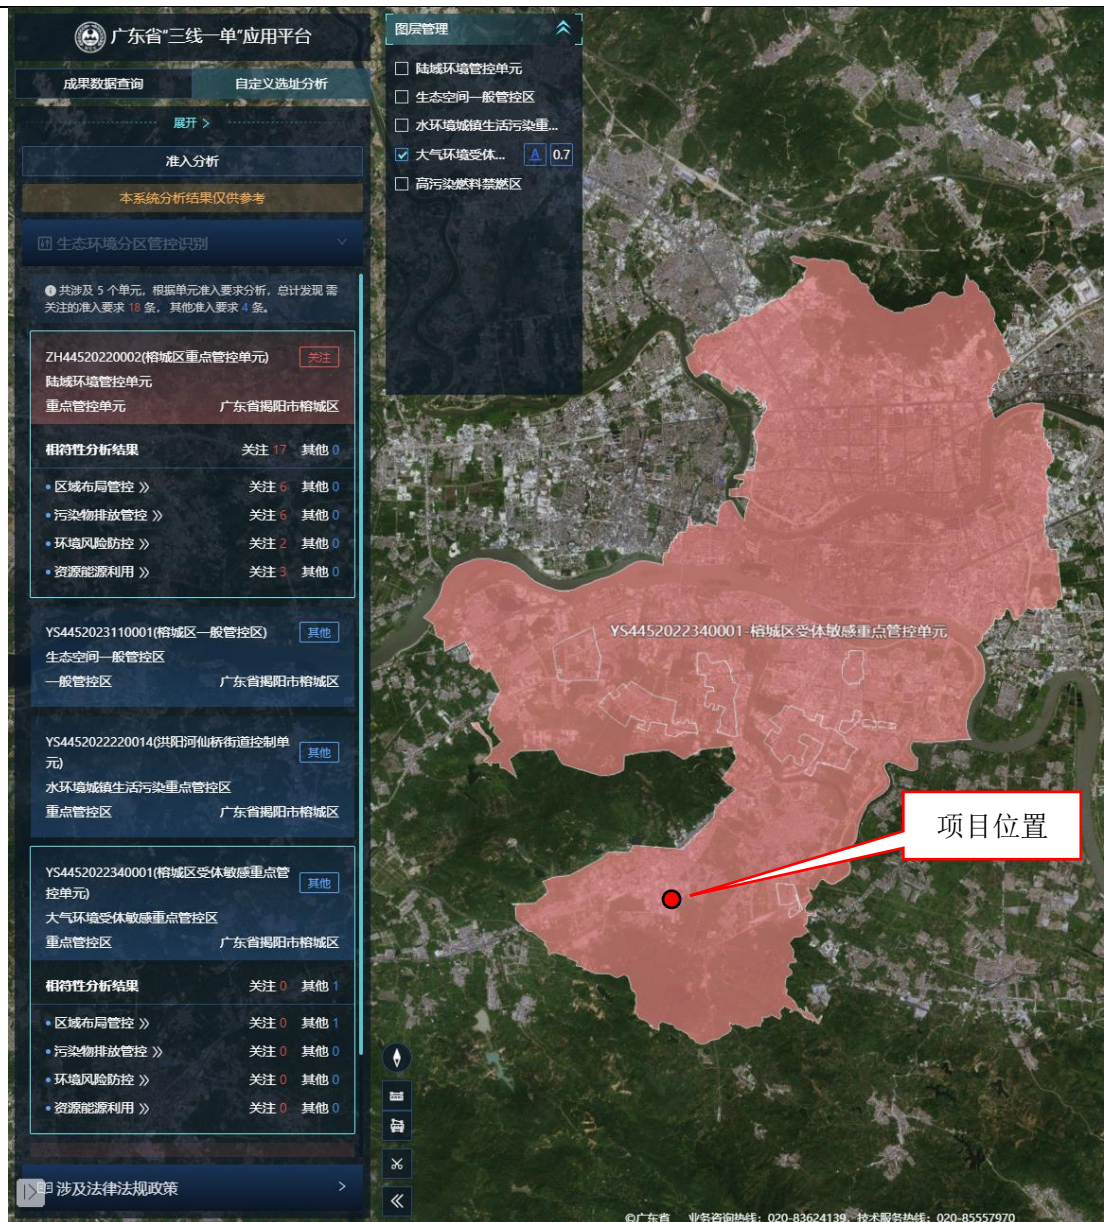 广东省“三线一单”应用平台
成果数据查询
自定义选址分析
展开 >
准入分析
本系统分析结果仅供参考
生态环境分区管控识别
共涉及 5 个单元，根据单元准入要求分析，总计发现 需
关注的准入要求 18 条，其他准入要求 4 条。
ZH44520220002(榕城区重点管控单元)
关注
陆域环境管控单元
重点管控单元 广东省揭阳市榕城区
相符性分析结果 关注 17 其他 0
• 区域布局管控 » 关注 6 其他 0
• 污染物排放管控 » 关注 6 其他 0
• 环境风险防控 » 关注 2 其他 0
• 资源能源利用 » 关注 3 其他 0
YS4452023110001(榕城区一般管控区)
其他
生态空间一般管控区
一般管控区 广东省揭阳市榕城区
YS4452022220014(洪阳河仙桥街道控制单
元)
其他
水环境城镇生活污染重点管控区
重点管控区 广东省揭阳市榕城区
YS4452022340001(榕城区受体敏感重点管
控单元)
其他
大气环境受体敏感重点管控区
重点管控区 广东省揭阳市榕城区
相符性分析结果 关注 0 其他 1
• 区域布局管控 » 关注 0 其他 1
• 污染物排放管控 » 关注 0 其他 0
• 环境风险防控 » 关注 0 其他 0
• 资源能源利用 » 关注 0 其他 0
涉及法律法规政策 >
图层管理
陆域环境管控单元
生态空间一般管控区
水环境城镇生活污染重...
大气环境受体... A 0.7
高污染燃料禁燃区
YS4452022340001-榕城区受体敏感重点管控单元
项目位置
©广东省 业务咨询热线：020-83624139、技术服务热线：020-85557970